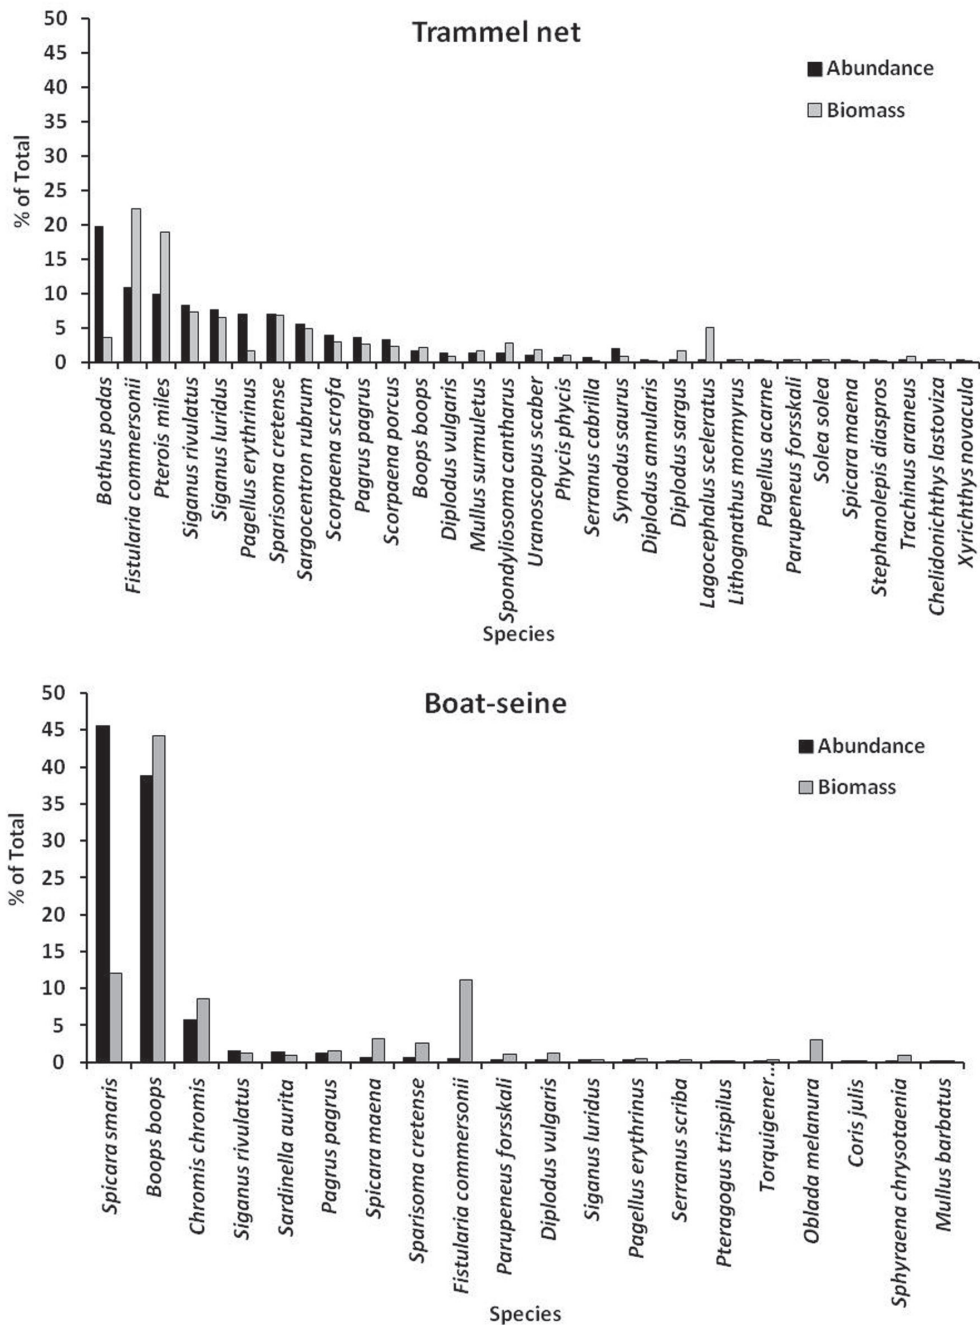 Trammel net
Abundance
Biomass
% of Total
50
45
40
35
30
25
20
15
10
5
0
Bothus podas
Fistularia commersonii
Pterois miles
Siganus rivulatus
Siganus luridus
Pagellus erythrinus
Sparisoma cretense
Sargocentron rubrum
Scorpaena scrofa
Pagrus pagrus
Scorpaena porcus
Boops boops
Diplodus vulgaris
Mullus surmuletus
Spondyliosoma cantharus
Uranoscopus scaber
Phycis phycis
Serranus cabrilla
Synodus saurus
Diplodus annularis
Diplodus sargus
Lagocephalus sceleratus
Lithognathus mormyrus
Pagellus acarne
Parupeneus forsskali
Solea solea
Spicara maena
Stephanolepis diaspros
Trachinus araneus
Chelidonichthys lastoviza
Xyrichthys novacula
Species
Boat-seine
Abundance
Biomass
% of Total
50
45
40
35
30
25
20
15
10
5
0
Spicara smaris
Boops boops
Chromis chromis
Siganus rivulatus
Sardinella aurita
Pagrus pagrus
Spicara maena
Sparisoma cretense
Fistularia commersonii
Parupeneus forsskali
Diplodus vulgaris
Siganus luridus
Pagellus erythrinus
Serranus scriba
Pteragogus trispilus
Torquigener...
Oblada melanura
Coris julis
Sphyraena chrysotaenia
Mullus barbatus
Species